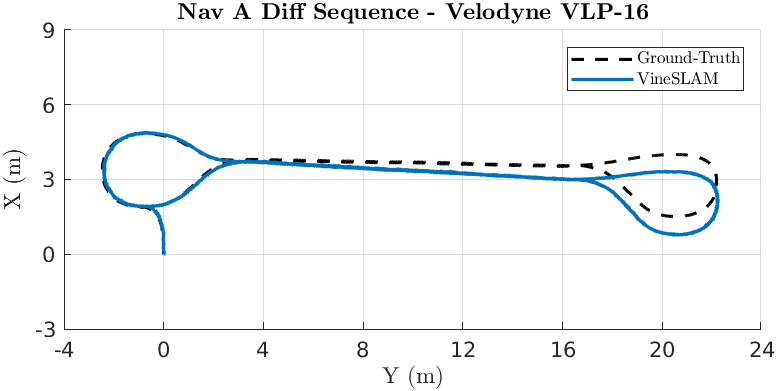 Nav A Diff Sequence - Velodyne VLP-16
Ground-Truth
VineSLAM
9
6
3
0
-3
X (m)
-4
0
4
8
12
16
20
24
Y (m)